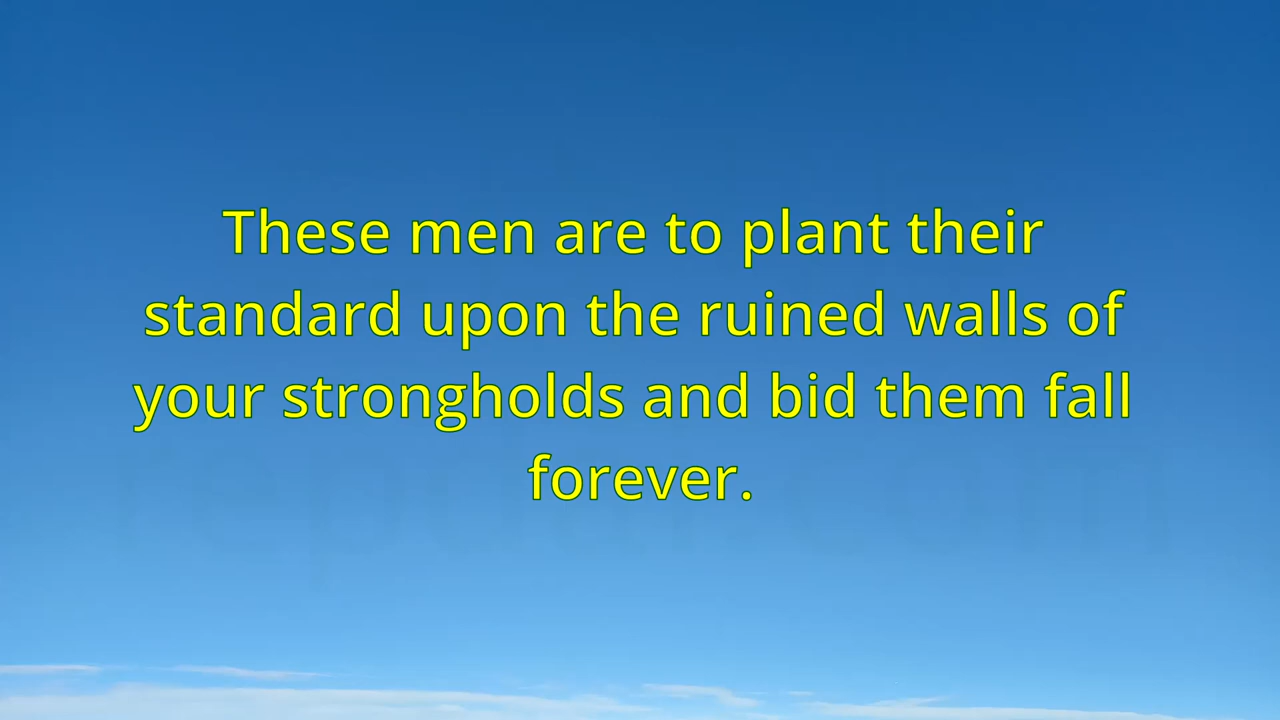 These men are to plant their
standard upon the ruined walls of
your strongholds and bid them fall
forever.